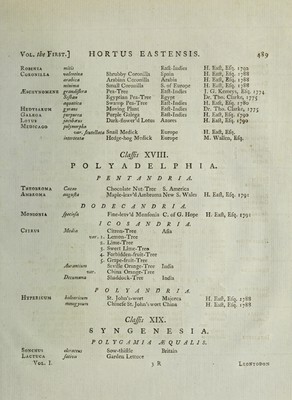 VOL. the FIRST.] HORTUS EASTENSIS. 489
ROBINIA mitis East-Indies H. East, Esq. 1792
CORONILLA valentina Shrubby Coronilla Spain H. East, Esq. 1788
arabica Arabian Coronilla Arabia H. East, Esq. 1788
minima Small Coronilla S. of Europe H. East, Esq. 1788
ÆSCHYNOMENE grandiflora Pea-Tree East-Indies J. G. Kemeys, Esq. 1774
Sesban Egyptian Pea-Tree Egypt Dr. Tho. Clarke, 1775
aquatica Swamp Pea-Tree East-Indies H. East, Esq. 1780
HEDYSARUM gyrans Moving Plant East-Indies Dr. Tho. Clarke, 1775
GALEGA purpurea Purple Galega East-Indies H. East, Esq. 1790
LOTUS jacobæus Dark-flower'd Lotus Azores H. East, Esq. 1790
MEDICAGO polymorpha
var. scutellata Snail Medick Europe H. East, Esq.
intertexta Hedge-hog Medick Europe M. Wallen, Esq.
Classis XVIII.
POLYADELPHIA.
PENTANDRIA.
THEOBROMA Cacao Chocolate Nut-Tree S. America
AMBROMA angusta Maple-leav'd Ambroma New S. Wales H. East, Esq. 1791
DODECANDRIA.
MONSONIA speciosa Fine-leav'd Monsonia C. of G. Hope H. East, Esq. 1791
ICOSANDRIA.
CITRUS Medica Citron-Tree Asia
var. 1. Lemon-Tree
2. Lime-Tree
3. Sweet Lime-Tree
4. Forbidden-fruit-Tree
5. Grape-fruit-Tree
Aurantium Seville Orange-Tree India
var. China Orange-Tree
Decumana Shaddock-Tree India
POLYANDRIA.
HYPERICUM balearicum St. John's-wort Majorca H. East, Esq. 1788
monogynum Chinese St. John's-wort China H. East, Esq. 1788
Classis XIX.
SYNGENESIA.
POLYGAMIA ÆQUALIS.
SONCHUS oleraceus Sow-thistle Britain
LACTUCA sativa Garden Lettuce
VOL. I. 5 R LEONTODON